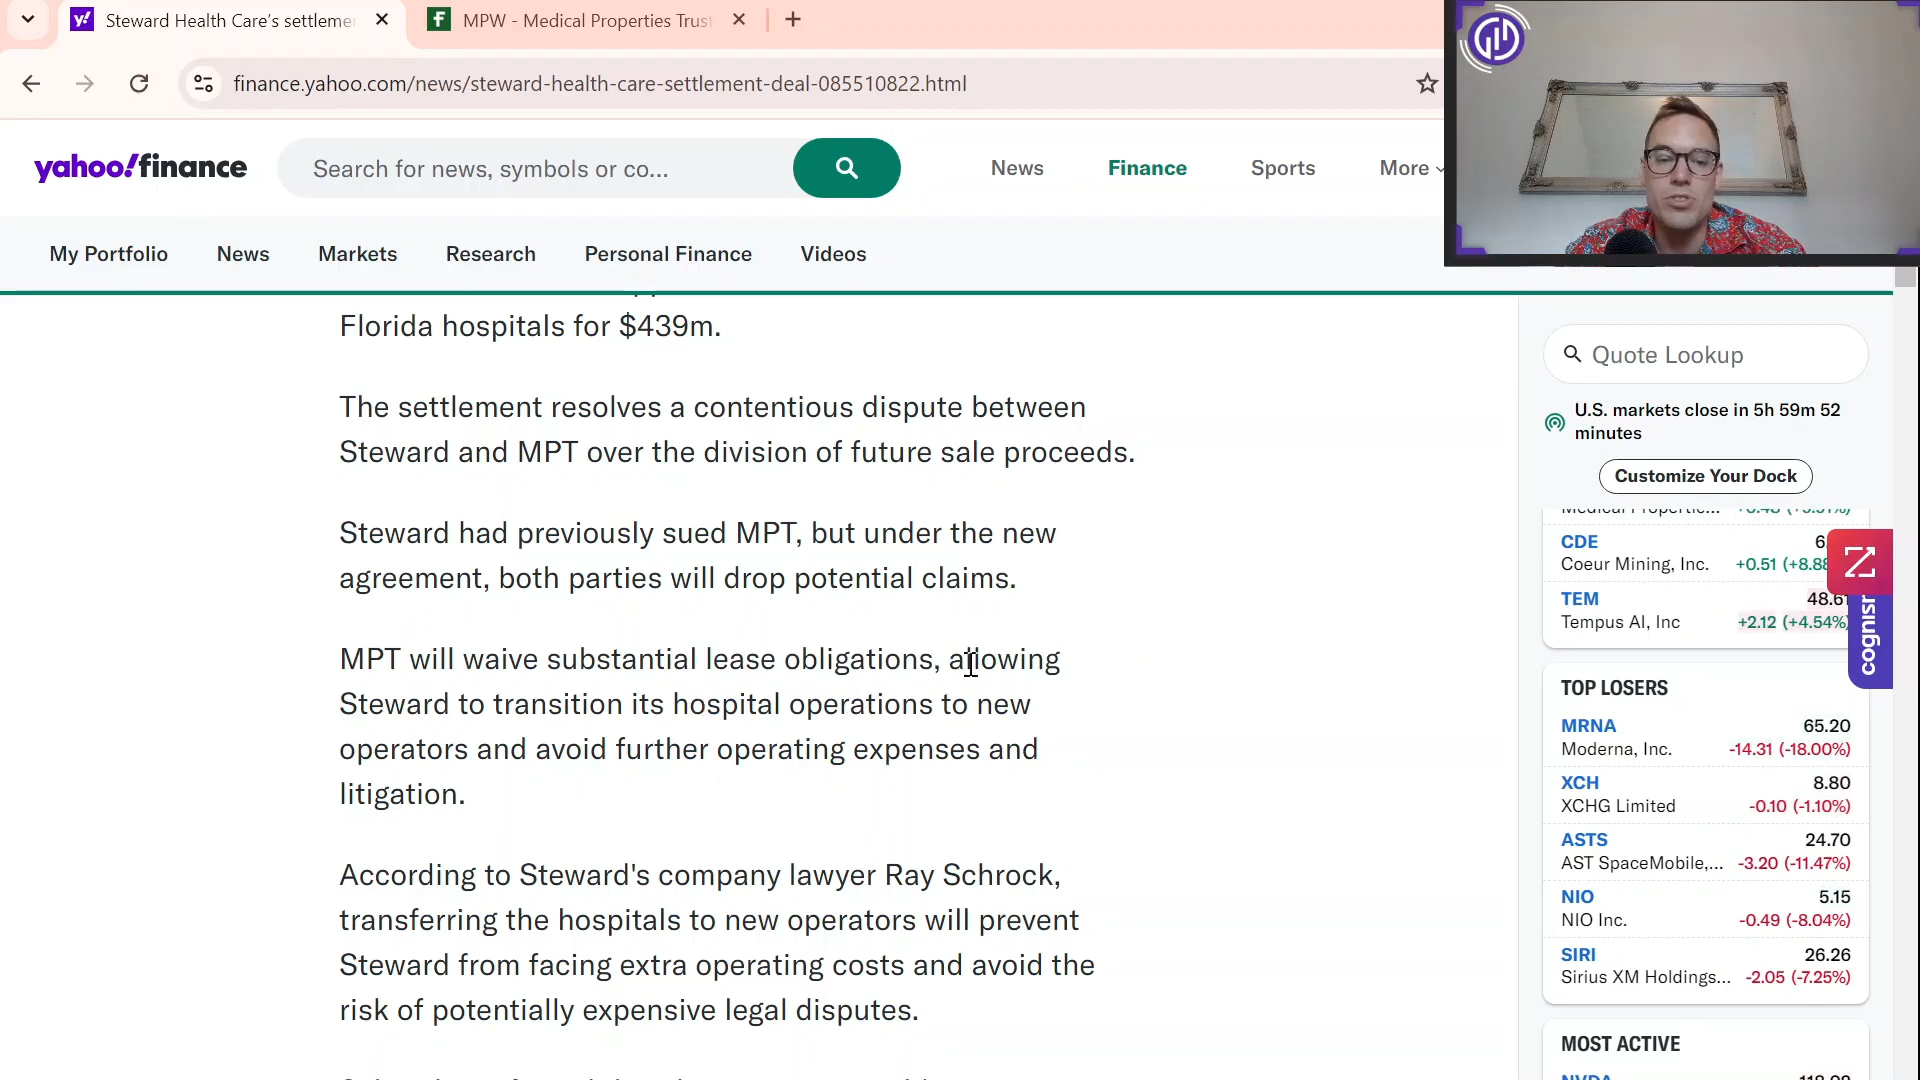 Steward Health Care's settleme
MPW - Medical Properties Trust
finance.yahoo.com/news/steward-health-care-settlement-deal-085510822.html
yahoo!finance
Search for news, symbols or co...
News
Finance
Sports
More
My Portfolio
News
Markets
Research
Personal Finance
Videos
Florida hospitals for $439m.
The settlement resolves a contentious dispute between
Steward and MPT over the division of future sale proceeds.
Steward had previously sued MPT, but under the new
agreement, both parties will drop potential claims.
MPT will waive substantial lease obligations, allowing
Steward to transition its hospital operations to new
operators and avoid further operating expenses and
litigation.
According to Steward's company lawyer Ray Schrock,
transferring the hospitals to new operators will prevent
Steward from facing extra operating costs and avoid the
risk of potentially expensive legal disputes.
Quote Lookup
U.S. markets close in 5h 59m 52
minutes
Customize Your Dock
CDE
Coeur Mining, Inc. +0.51
TEM 48.61
Tempus AI, Inc +2.12 (+4.54%)
cognism
TOP LOSERS
MRNA 65.20
Moderna, Inc. -14.31 (-18.00%)
XCH 8.80
XCHG Limited -0.10 (-1.10%)
ASTS 24.70
AST SpaceMobile,... -3.20 (-11.47%)
NIO 5.15
NIO Inc. -0.49 (-8.04%)
SIRI 26.26
Sirius XM Holdings... -2.05 (-7.25%)
MOST ACTIVE